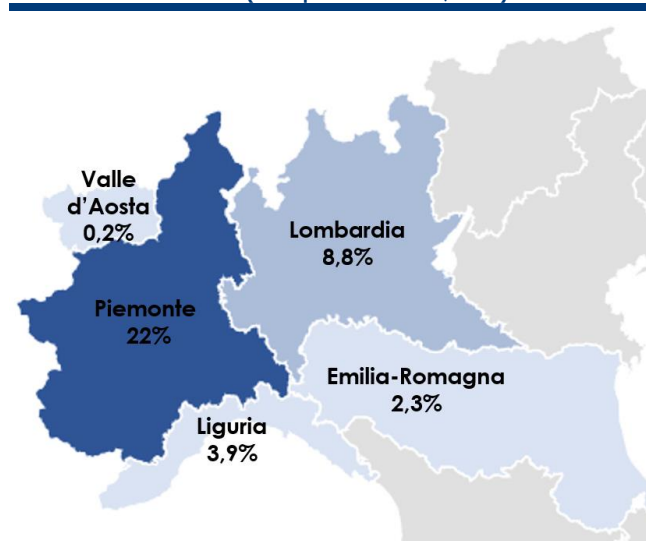 Valle
d'Aosta
0,2%
Lombardia
8,8%
Piemonte
22%
Emilia-Romagna
2,3%
Liguria
3,9%